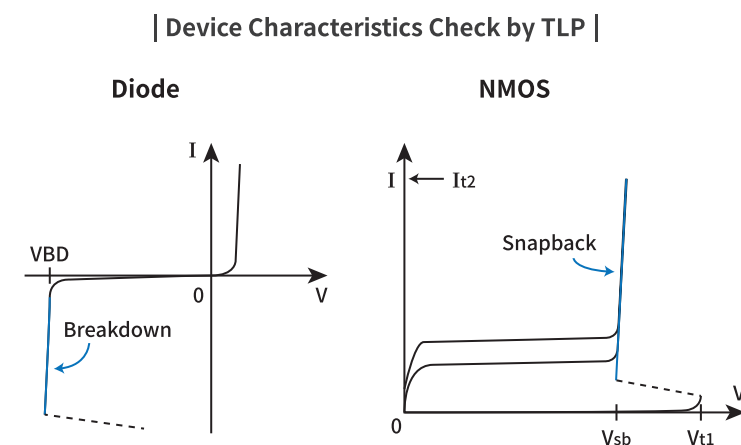 | Device Characteristics Check by TLP |
Diode
NMOS
I
VBD
0
V
Breakdown
I
It2
Snapback
V
0
Vsb
Vt1